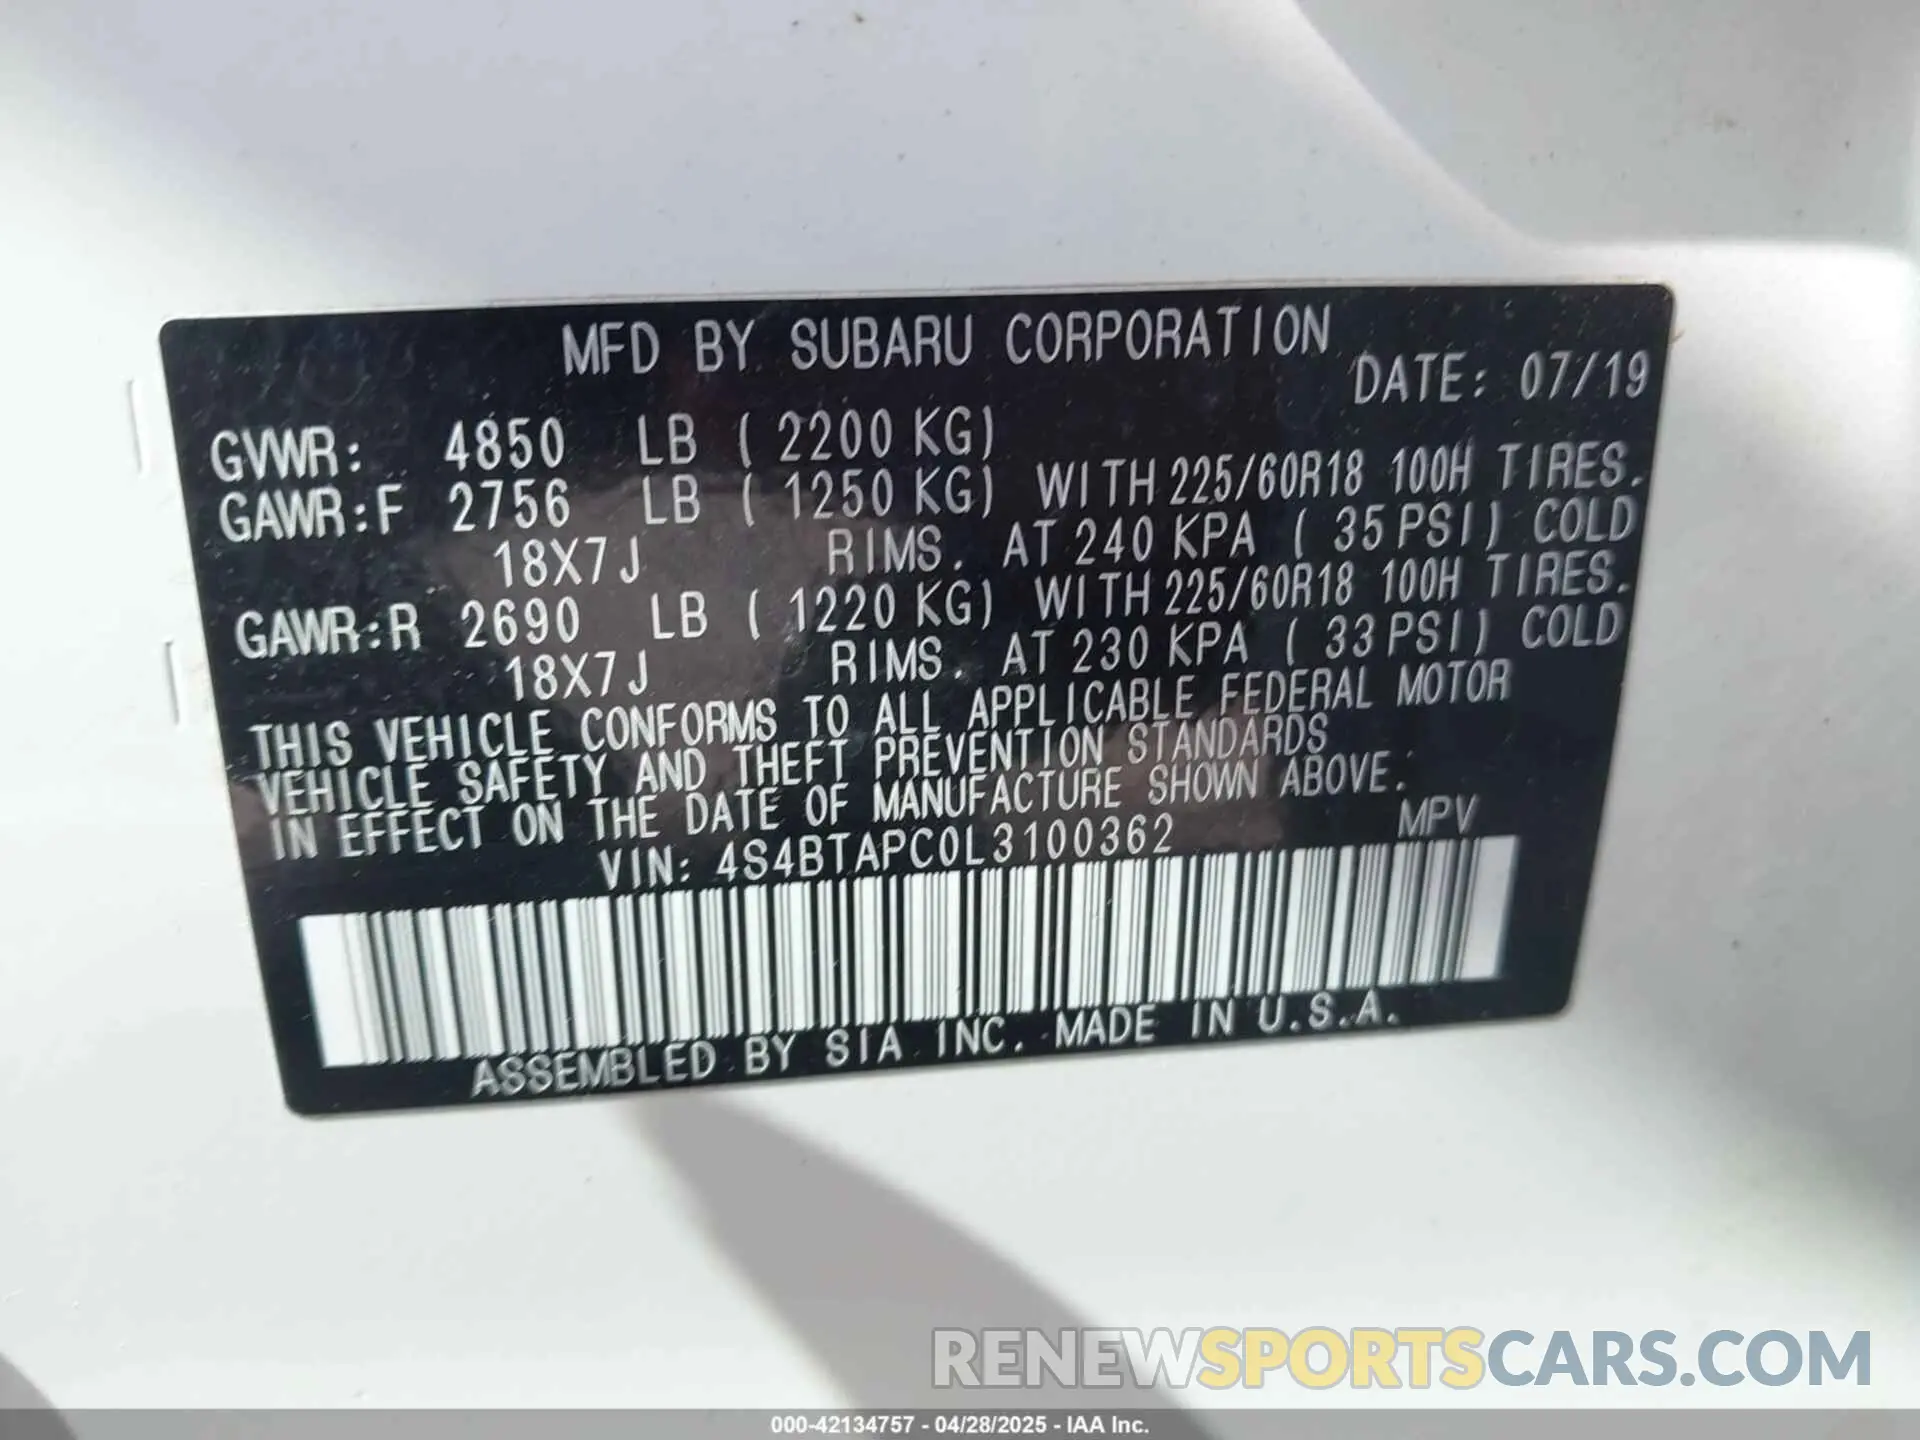 MFD BY SUBARU CORPORATION
DATE: 07/19
GVWR: 4850 LB ( 2200 KG)
GAWR:F 2756 LB ( 1250 KG) WITH 225/60R18 100H TIRES.
18X7J RIMS. AT 240 KPA ( 35 PSI) COLD
GAWR:R 2690 LB ( 1220 KG) WITH 225/60R18 100H TIRES.
18X7J RIMS. AT 230 KPA ( 33 PSI) COLD
THIS VEHICLE CONFORMS TO ALL APPLICABLE FEDERAL MOTOR
VEHICLE SAFETY AND THEFT PREVENTION STANDARDS
IN EFFECT ON THE DATE OF MANUFACTURE SHOWN ABOVE.
VIN: 4S4BTAPC0L3100362 MPV
ASSEMBLED BY SIA INC. MADE IN U.S.A.
RENEWSPORTSCARS.COM
000-42134757 - 04/28/2025 - IAA Inc.